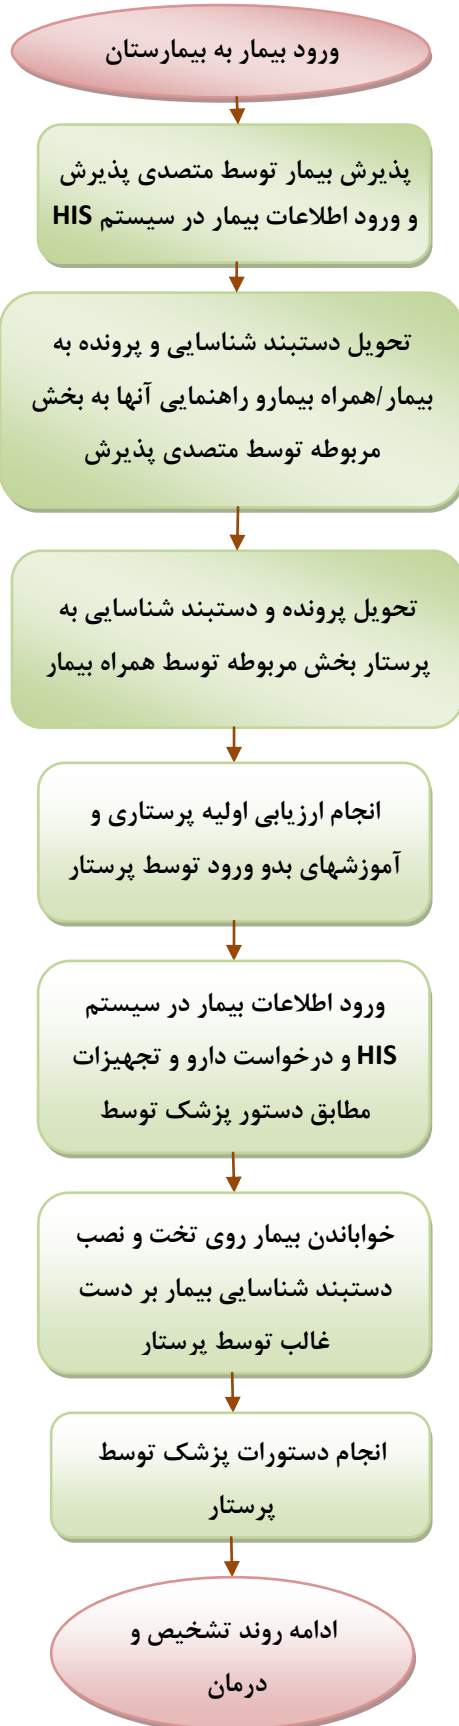 ورود بیمار به بیمارستان
پذیرش بیمار توسط متصدی پذیرش
و ورود اطلاعات بیمار در سیستم HIS
تحویل دستبند شناسایی و پرونده به
بیمار/همراه بیمارو راهنمایی آنها به بخش
مربوطه توسط متصدی پذیرش
تحویل پرونده و دستبند شناسایی به
پرستار بخش مربوطه توسط همراه بیمار
انجام ارزیابی اولیه پرستاری و
آموزشهای بدو ورود توسط پرستار
ورود اطلاعات بیمار در سیستم
HIS و درخواست دارو و تجهیزات
مطابق دستور پزشک توسط
خواباندن بیمار روی تخت و نصب
دستبند شناسایی بیمار بر دست
غالب توسط پرستار
انجام دستورات پزشک توسط
پرستار
ادامه روند تشخیص و
درمان